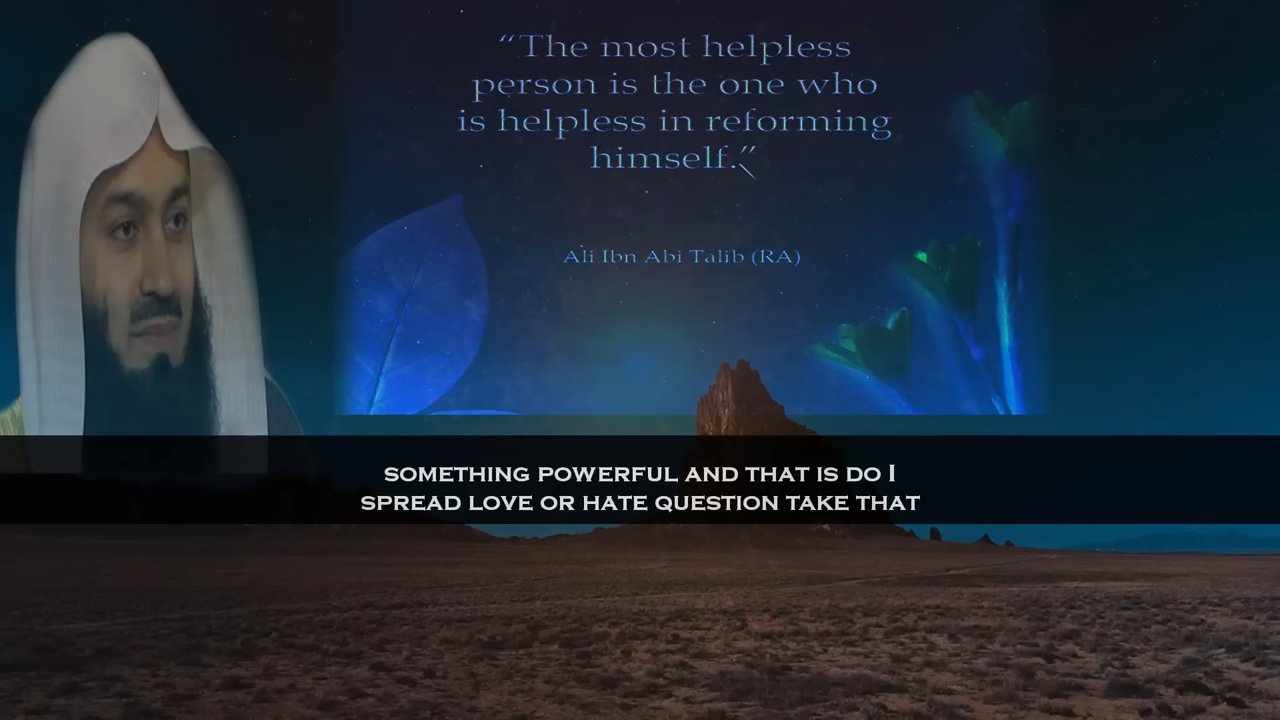 “The most helpless
person is the one who
is helpless in reforming
himself.”
Ali Ibn Abi Talib (RA)
SOMETHING POWERFUL AND THAT IS DO I
SPREAD LOVE OR HATE QUESTION TAKE THAT